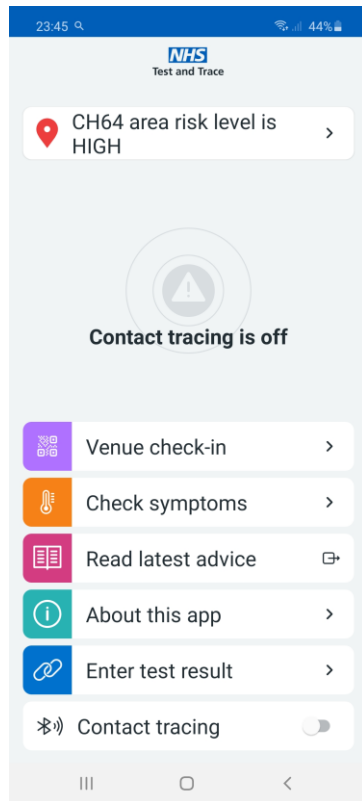 23:45
44%
NHS
Test and Trace
CH64 area risk level is
HIGH
Contact tracing is off
Venue check-in
Check symptoms
Read latest advice
About this app
Enter test result
Contact tracing